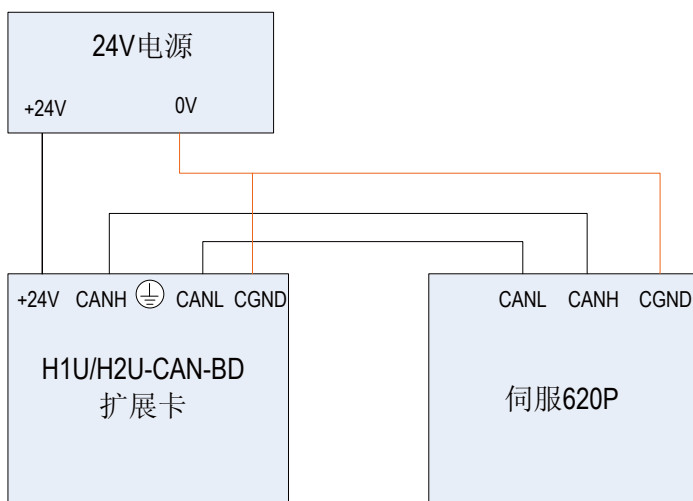 24V电源
+24V 0V
+24V CANH CANL CGND
CANL CANH CGND
H1U/H2U-CAN-BD
扩展卡
伺服620P